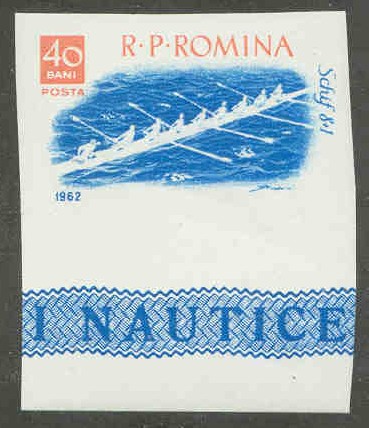 40
BANI
POSTA
R·P·ROMINA
Schif 8+1
1962
I NAUTICE